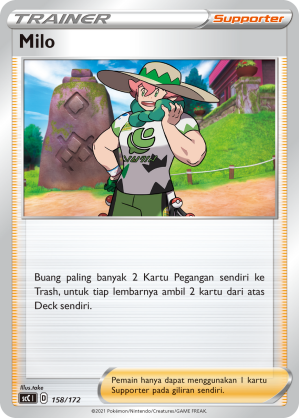 TRAINER Supporter
Milo
Buang paling banyak 2 Kartu Pegangan sendiri ke
Trash, untuk tiap lembarnya ambil 2 kartu dari atas
Deck sendiri.
Illus.take
SC1 I D 158/172
Pemain hanya dapat menggunakan 1 kartu
Supporter pada giliran sendiri.
©2021 Pokémon/Nintendo/Creatures/GAME FREAK.